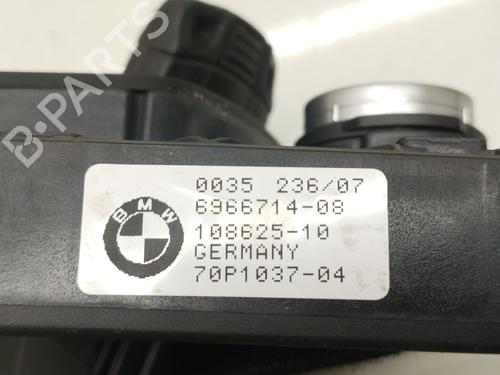 B-PARTS
BMW
0035 236/07
6966714-08
108625-10
GERMANY
70P1037-04